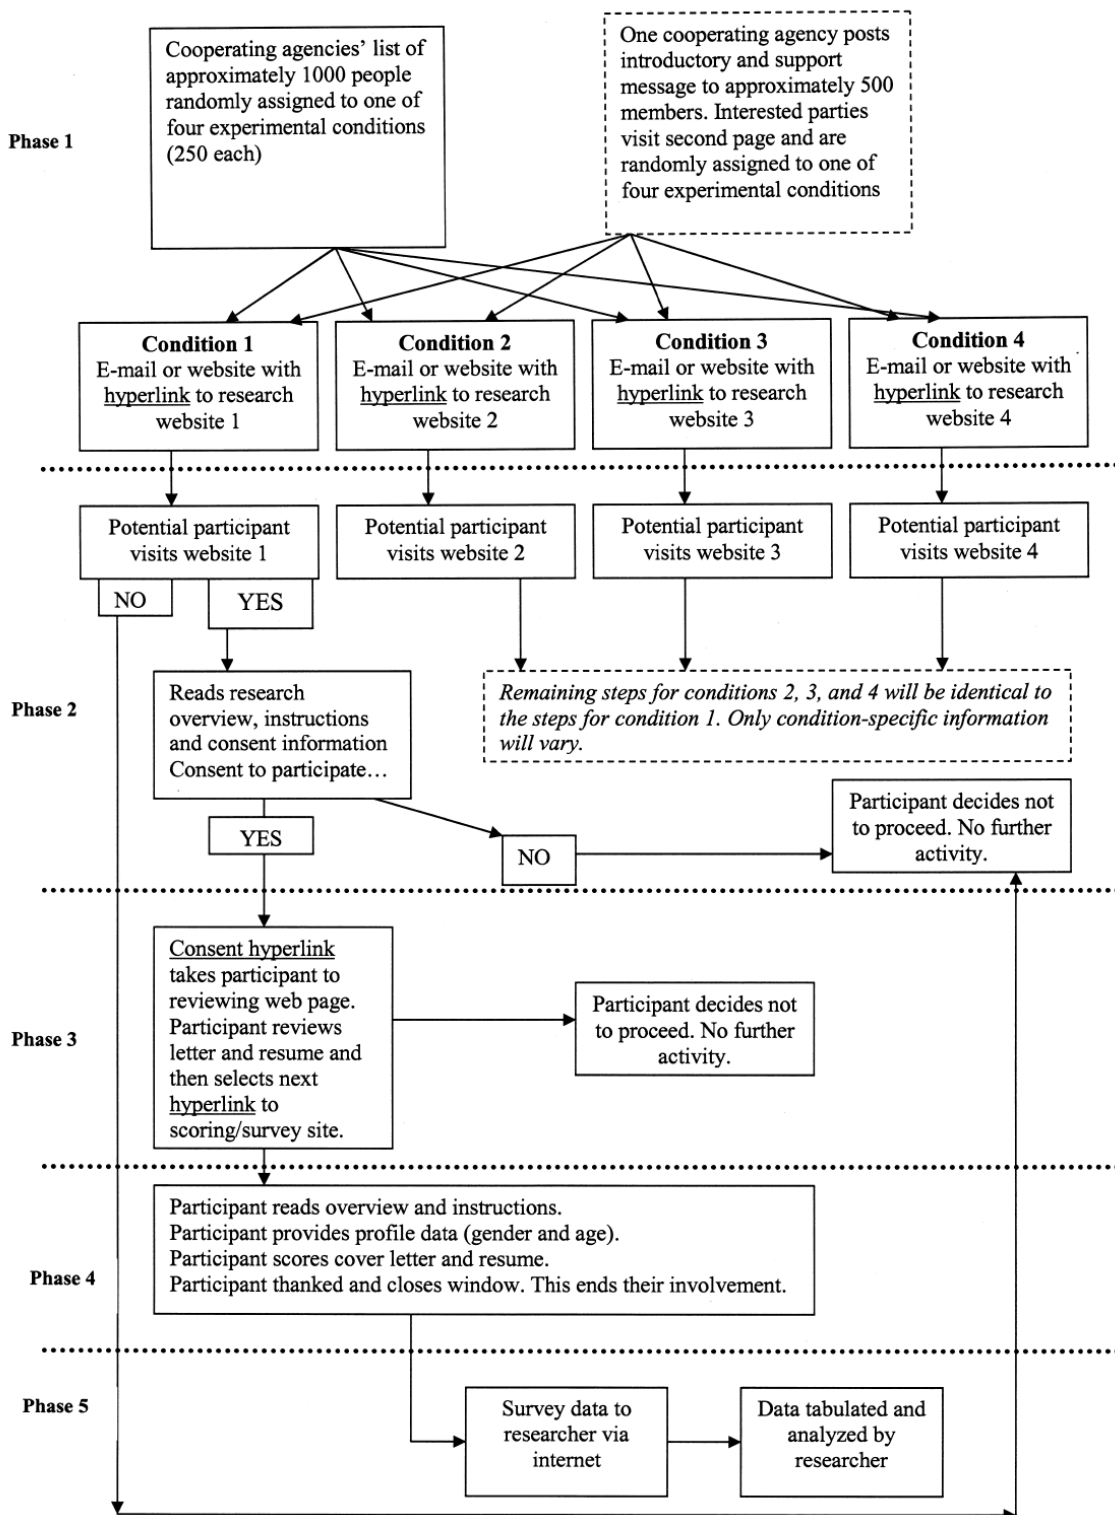 Cooperating agencies' list of
approximately 1000 people
randomly assigned to one of
four experimental conditions
(250 each)
One cooperating agency posts
introductory and support
message to approximately 500
members. Interested parties
visit second page and are
randomly assigned to one of
four experimental conditions
Phase 1
Condition 1
E-mail or website with
hyperlink to research
website 1
Condition 2
E-mail or website with
hyperlink to research
website 2
Condition 3
E-mail or website with
hyperlink to research
website 3
Condition 4
E-mail or website with
hyperlink to research
website 4
Potential participant
visits website 1
Potential participant
visits website 2
Potential participant
visits website 3
Potential participant
visits website 4
NO
YES
Phase 2
Reads research
overview, instructions
and consent information
Consent to participate…
Remaining steps for conditions 2, 3, and 4 will be identical to
the steps for condition 1. Only condition-specific information
will vary.
YES
NO
Participant decides not
to proceed. No further
activity.
Phase 3
Consent hyperlink
takes participant to
reviewing web page.
Participant reviews
letter and resume and
then selects next
hyperlink to
scoring/survey site.
Participant decides not
to proceed. No further
activity.
Phase 4
Participant reads overview and instructions.
Participant provides profile data (gender and age).
Participant scores cover letter and resume.
Participant thanked and closes window. This ends their involvement.
Phase 5
Survey data to
researcher via
internet
Data tabulated and
analyzed by
researcher